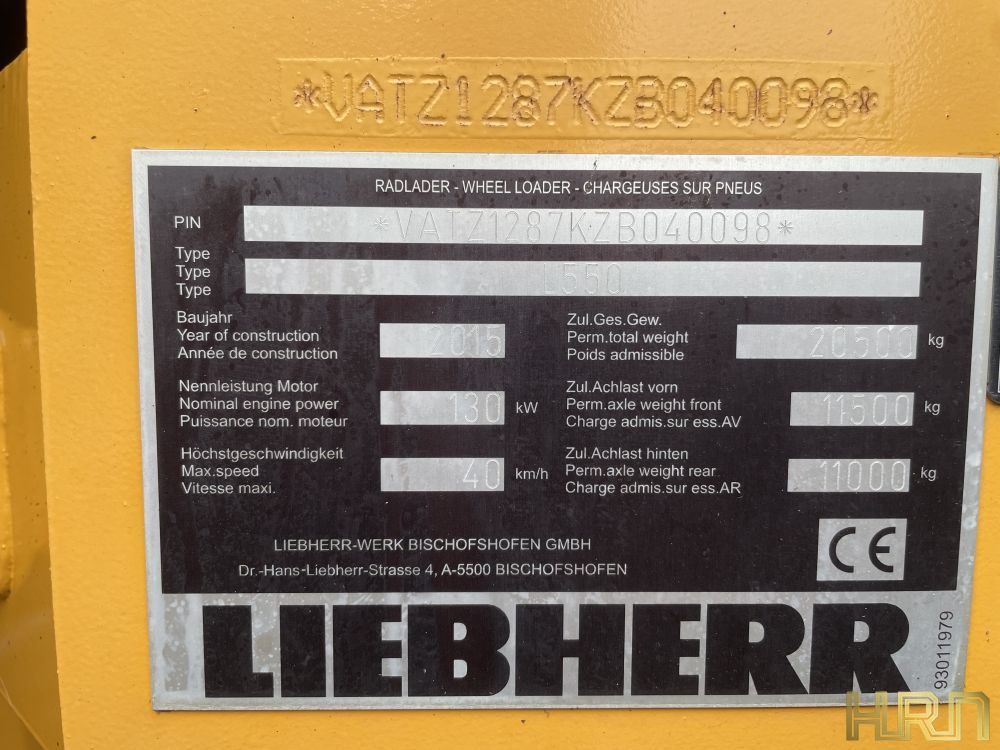 *VATZ1287KZB040098*
RADLADER - WHEEL LOADER - CHARGEUSES SUR PNEUS
PIN *VATZ1287KZB040098*
Type
Type L550
Type
Baujahr
Year of construction 2015
Année de construction
Zul.Ges.Gew.
Perm.total weight 20500 kg
Poids admissible
Nennleistung Motor
Nominal engine power 130 kW
Puissance nom. moteur
Zul.Achlast vorn
Perm.axle weight front 11500 kg
Charge admis.sur ess.AV
Höchstgeschwindigkeit
Max.speed 40 km/h
Vitesse maxi.
Zul.Achlast hinten
Perm.axle weight rear 11000 kg
Charge admis.sur ess.AR
LIEBHERR-WERK BISCHOFSHOFEN GMBH
Dr.-Hans-Liebherr-Strasse 4, A-5500 BISCHOFSHOFEN
CE
LIEBHERR
93011979
HRN